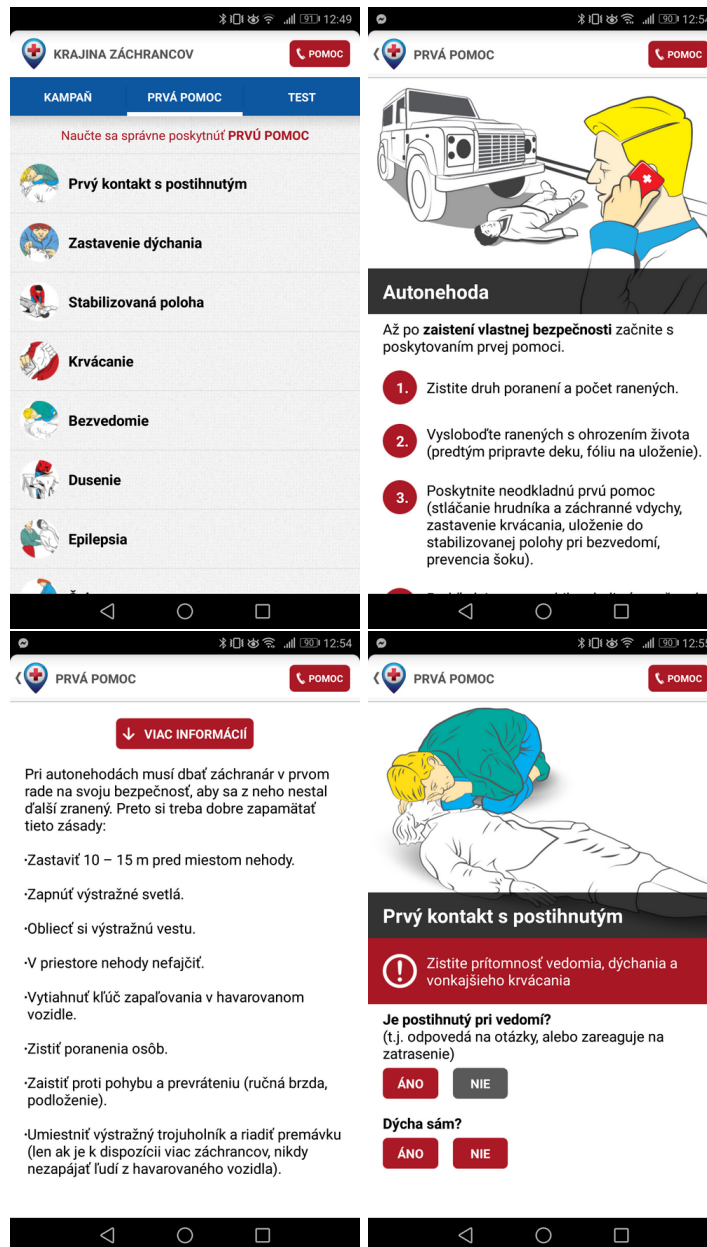 91 12:49
KRAJINA ZÁCHRANCOV
POMOC
KAMPAŇ PRVÁ POMOC TEST
Naučte sa správne poskytnúť PRVÚ POMOC
Prvý kontakt s postihnutým
Zastavenie dýchania
Stabilizovaná poloha
Krvácanie
Bezvedomie
Dusenie
Epilepsia
90 12:54
PRVÁ POMOC
POMOC
Autonehoda
Až po zaistení vlastnej bezpečnosti začnite s
poskytovaním prvej pomoci.
1. Zistite druh poranení a počet ranených.
2. Vysloboďte ranených s ohrozením života
(predtým pripravte deku, fóliu na uloženie).
3. Poskytnite neodkladnú prvú pomoc
(stláčanie hrudníka a záchranné vdychy,
zastavenie krvácania, uloženie do
stabilizovanej polohy pri bezvedomí,
prevencia šoku).
90 12:54
PRVÁ POMOC
POMOC
VIAC INFORMÁCIÍ
Pri autonehodách musí dbať záchranár v prvom
rade na svoju bezpečnosť, aby sa z neho nestal
ďalší zranený. Preto si treba dobre zapamätať
tieto zásady:
·Zastaviť 10 – 15 m pred miestom nehody.
·Zapnúť výstražné svetlá.
·Obliecť si výstražnú vestu.
·V priestore nehody nefajčiť.
·Vytiahnuť kľúč zapaľovania v havarovanom
vozidle.
·Zistiť poranenia osôb.
·Zaistiť proti pohybu a prevráteniu (ručná brzda,
podloženie).
·Umiestniť výstražný trojuholník a riadiť premávku
(len ak je k dispozícii viac záchrancov, nikdy
nezapájať ľudí z havarovaného vozidla).
90 12:55
PRVÁ POMOC
POMOC
Prvý kontakt s postihnutým
Zistite prítomnosť vedomia, dýchania a
vonkajšieho krvácania
Je postihnutý pri vedomí?
(t.j. odpovedá na otázky, alebo zareaguje na
zatrasenie)
ÁNO NIE
Dýcha sám?
ÁNO NIE